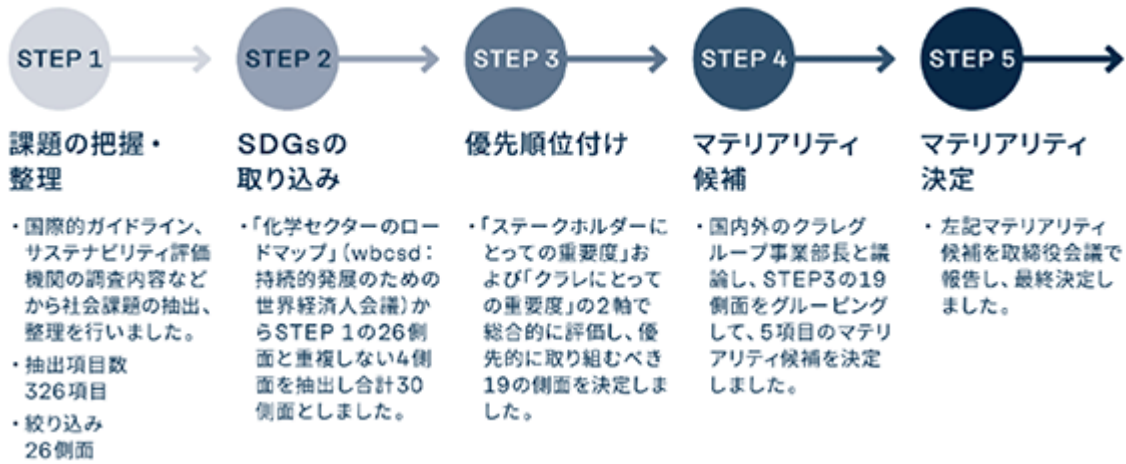 STEP 1
課題の把握・
整理
・国際的ガイドライン、
サステナビリティ評価
機関の調査内容など
から社会課題の抽出、
整理を行いました。
・抽出項目数
326項目
・絞り込み
26側面
STEP 2
SDGsの
取り込み
・「化学セクターのロー
ドマップ」(wbcsd：
持続的発展のための
世界経済人会議)か
らSTEP 1の26側
面と重複しない4側
面を抽出し合計30
側面としました。
STEP 3
優先順位付け
・「ステークホルダーに
とっての重要度」お
よび「クラレにとって
の重要度」の2軸で
総合的に評価し、優
先的に取り組むべき
19の側面を決定しま
した。
STEP 4
マテリアリティ
候補
・国内外のクラレグ
ループ事業部長と議
論し、STEP3の19
側面をグルーピング
して、5項目のマテリ
アリティ候補を決定
しました。
STEP 5
マテリアリティ
決定
・左記マテリアリティ
候補を取締役会議で
報告し、最終決定し
ました。